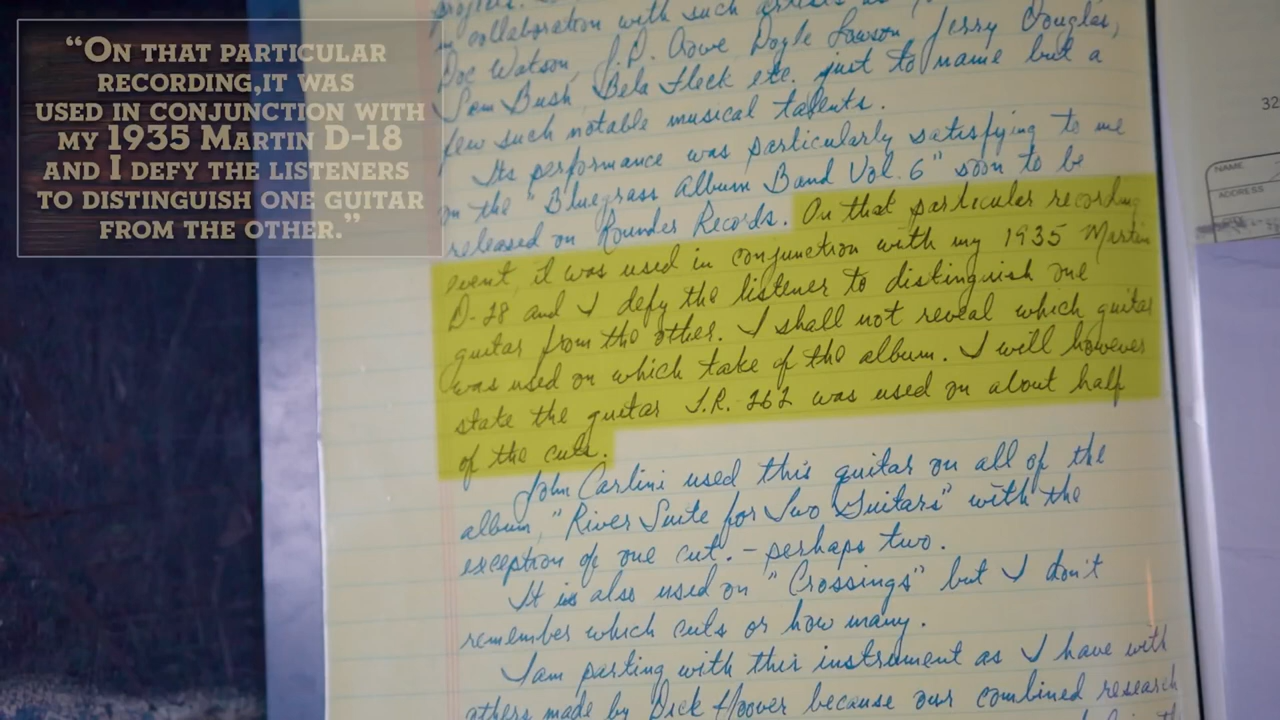 “On that particular
recording,it was
used in conjunction with
my 1935 Martin D-18
and I defy the listeners
to distinguish one guitar
from the other.”
in collaboration with such artists as
Doc Watson, J.D. Crowe Doyle Lawson Jerry Douglas,
Sam Bush, Bela Fleck etc. just to name but a
few such notable musical talents.
Its performance was particularly satisfying to me
on the "Bluegrass Album Band Vol. 6" soon to be
released on Rounder Records. On that particular recording
event, it was used in conjunction with my 1935 Martin
D-28 and I defy the listener to distinguish one
guitar from the other. I shall not reveal which guitar
was used on which take of the album. I will however
state the guitar J.R. 262 was used on about half
of the cuts.
John Carlini used this guitar on all of the
album, "River Suite for Two Guitars" with the
exception of one cut. - perhaps two.
It is also used on "Crossings" but I don't
remember which cuts or how many.
I am parting with this instrument as I have with
others made by Dick Hoover because our combined research
32
NAME
ADDRESS